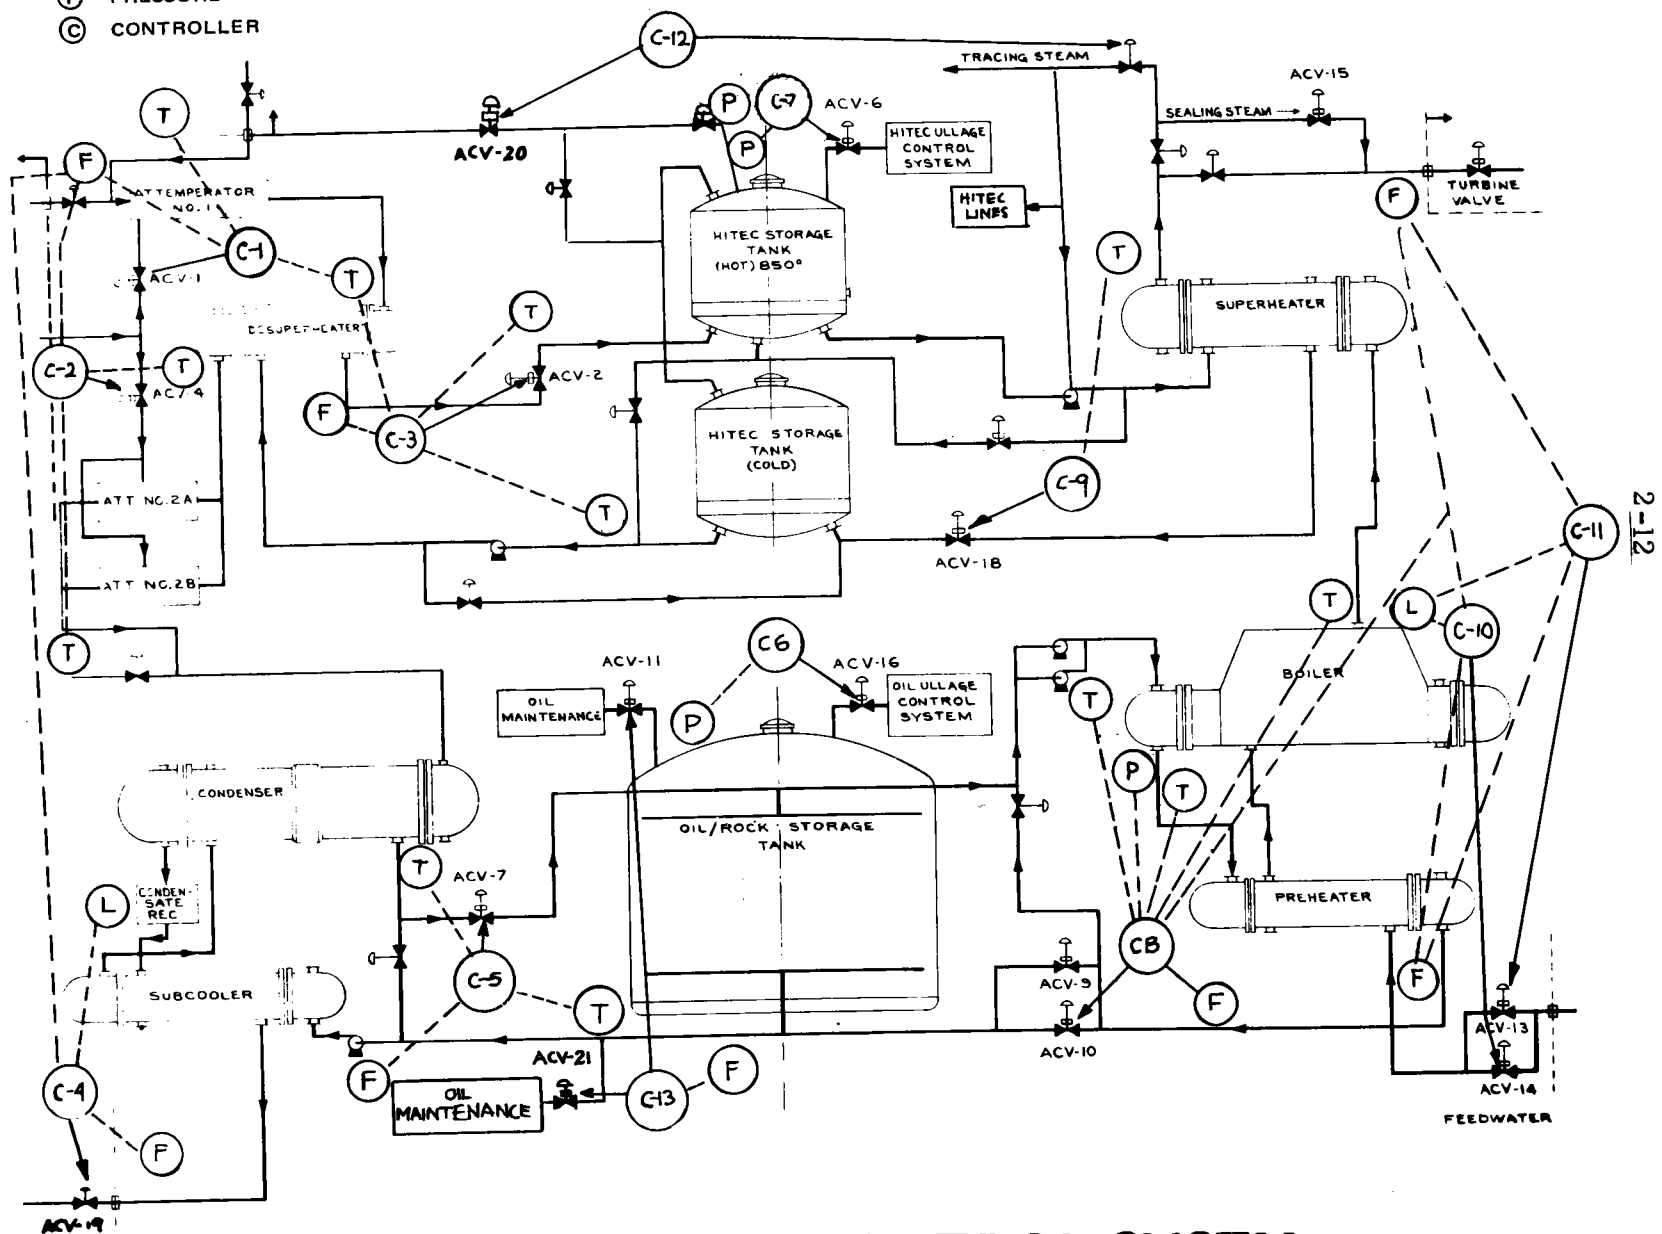 C CONTROLLER
C-12
TRACING STEAM
ACV-15
T
P
C-7
ACV-6
SEALING STEAM
ACV-20
HITEC ULLAGE
CONTROL
SYSTEM
F
P
ATTEMPERATOR
NO. 1
HITEC
LINES
F
TURBINE
VALVE
C-1
HITEC STORAGE
TANK
(HOT) 850°
T
ACV-1
T
SUPERHEATER
T
DESUPERHEATERS
C-2
T
ACV-2
ACV-4
F
C-3
HITEC STORAGE
TANK
(COLD)
C-9
ATT NO. 2A
T
C-11
2-12
ACV-18
ATT NO. 2B
T
L
C-10
T
C6
ACV-11
ACV-16
BOILER
OIL
MAINTENANCE
P
OIL ULLAGE
CONTROL
SYSTEM
T
P
T
CONDENSER
OIL/ROCK STORAGE
TANK
T
ACV-7
CONDEN-
SATE
REC
L
PREHEATER
C8
SUBCOOLER
C-5
ACV-9
F
T
F
ACV-13
ACV-10
ACV-21
F
C-4
OIL
MAINTENANCE
C-13
F
ACV-14
FEEDWATER
F
ACV-19